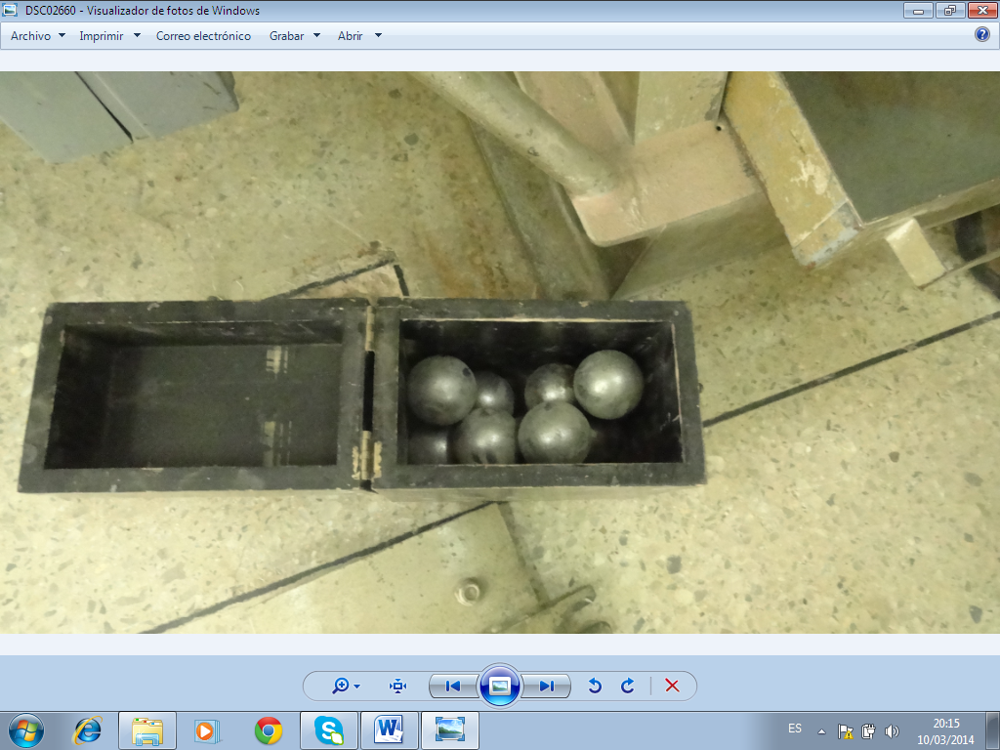 DSC02660 - Visualizador de fotos de Windows
Archivo Imprimir Correo electrónico Grabar Abrir
ES
20:15
10/03/2014